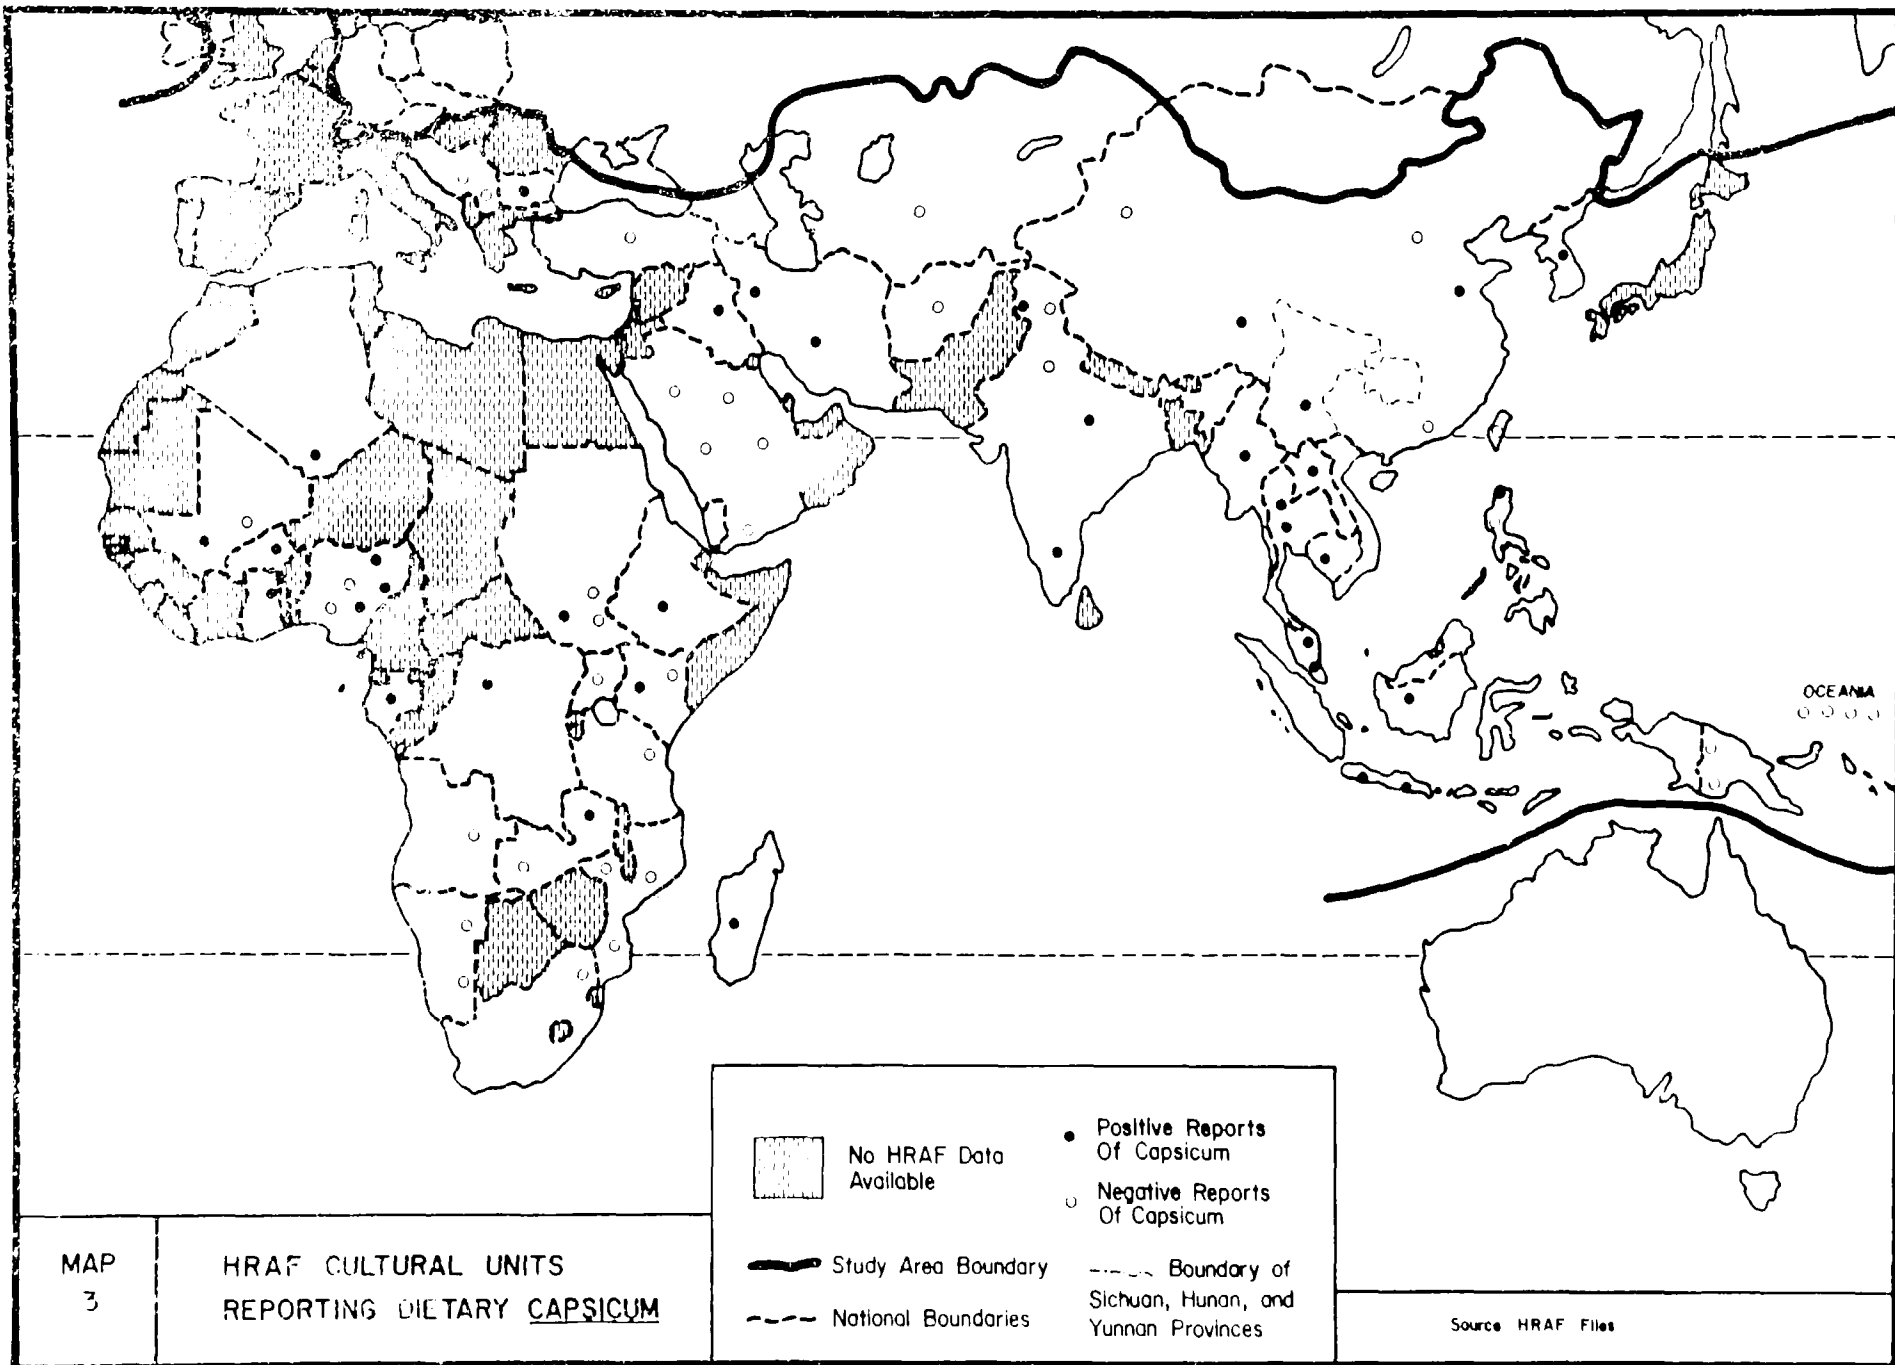 OCEANIA
No HRAF Data
Available
Positive Reports
Of Capsicum
Negative Reports
Of Capsicum
Study Area Boundary
National Boundaries
Boundary of
Sichuan, Hunan, and
Yunnan Provinces
MAP
3
HRAF CULTURAL UNITS
REPORTING DIETARY CAPSICUM
Source HRAF Files